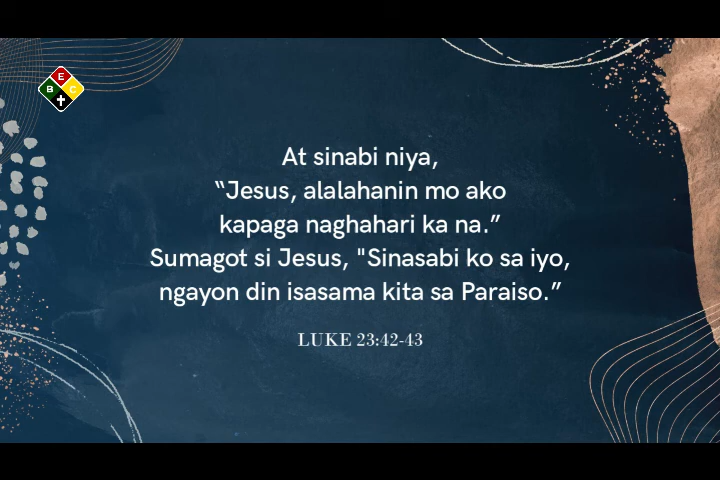 E
B C
At sinabi niya,
“Jesus, alalahanin mo ako
kapaga naghahari ka na.”
Sumagot si Jesus, "Sinasabi ko sa iyo,
ngayon din isasama kita sa Paraiso.”
LUKE 23:42-43